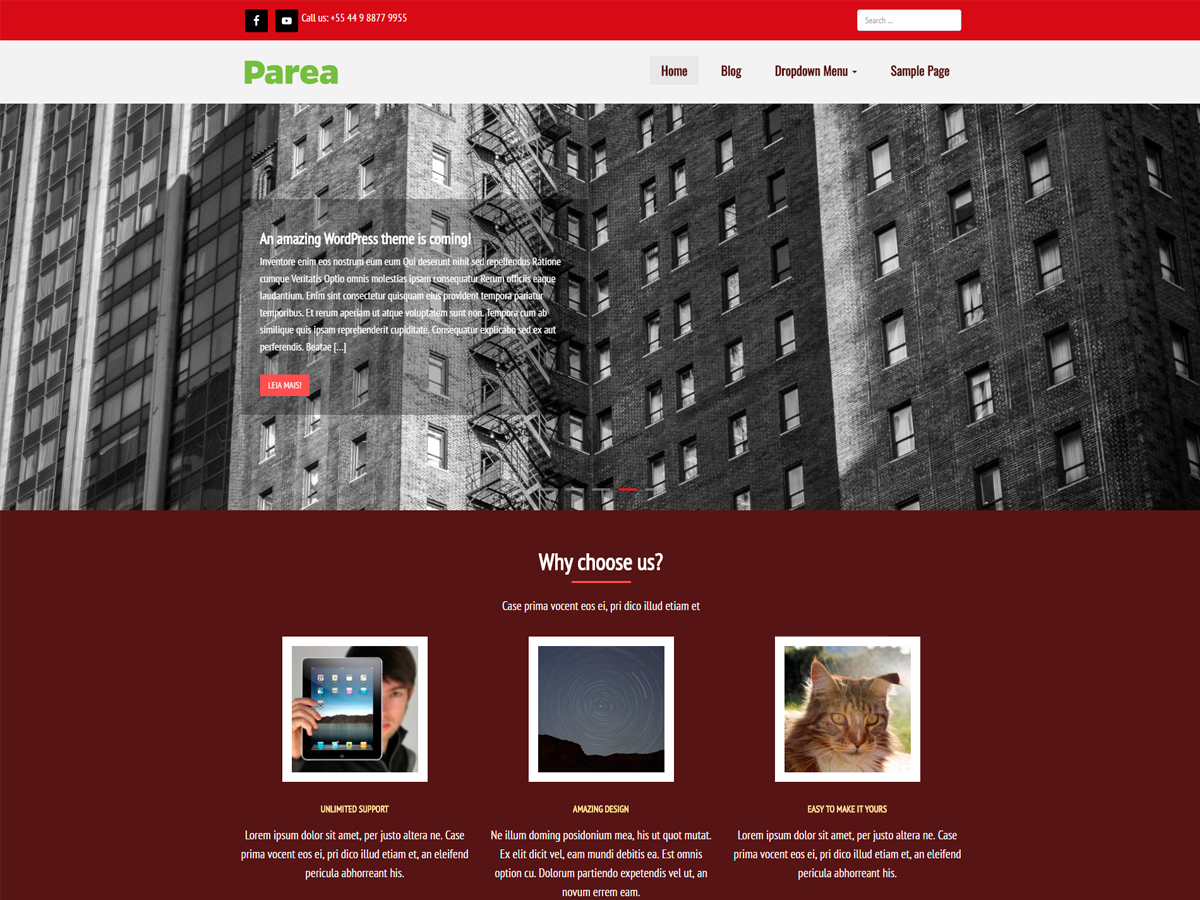 Call us: +55 44 9 8877 9955
Search ...
Parea
Home
Blog
Dropdown Menu
Sample Page
An amazing WordPress theme is coming!
Inventore enim eos nostrum eum eum Qui deserunt nihil sed repellendus Ratione
cumque Veritatis Optio omnis molestias ipsam consequatur Rerum officiis eaque
laudantium. Enim sint consectetur quisquam eius provident tempora pariatur
temporibus. Et rerum aperiam ut atque voluptatem sunt non. Tempora cum ab
similique quis ipsam reprehenderit cupiditate. Consequatur explicabo sed ex aut
perferendis. Beatae [...]
LEIA MAIS!
Why choose us?
Case prima vocent eos ei, pri dico illud etiam et
UNLIMITED SUPPORT
Lorem ipsum dolor sit amet, per justo altera ne. Case
prima vocent eos ei, pri dico illud etiam et, an eleifend
pericula abhorreant his.
AMAZING DESIGN
Ne illum doming posidonium mea, his ut quot mutat.
Ex elit dicit vel, eam mundi debitis ea. Est omnis
option cu. Dolorum partiendo expetendis vel ut, an
novum errem eam.
EASY TO MAKE IT YOURS
Lorem ipsum dolor sit amet, per justo altera ne. Case
prima vocent eos ei, pri dico illud etiam et, an eleifend
pericula abhorreant his.